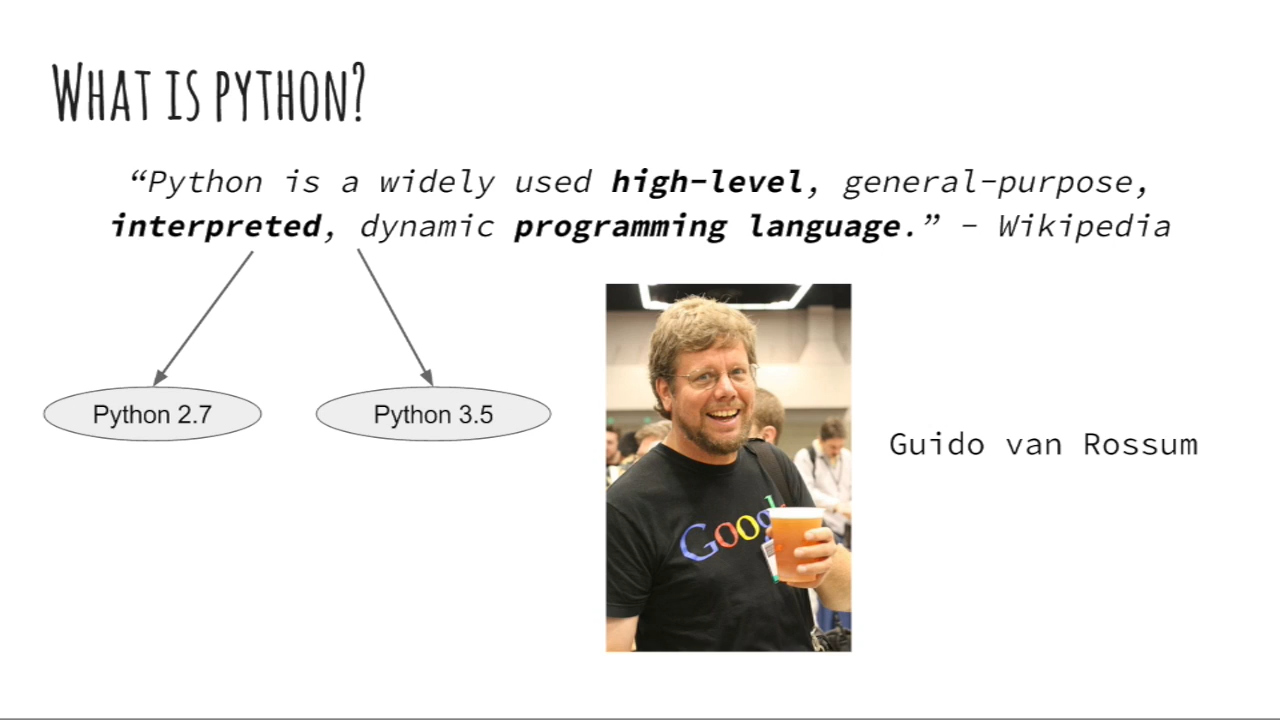 WHAT IS PYTHON?
“Python is a widely used high-level, general-purpose,
interpreted, dynamic programming language.” - Wikipedia
Python 2.7
Python 3.5
Guido van Rossum
Google